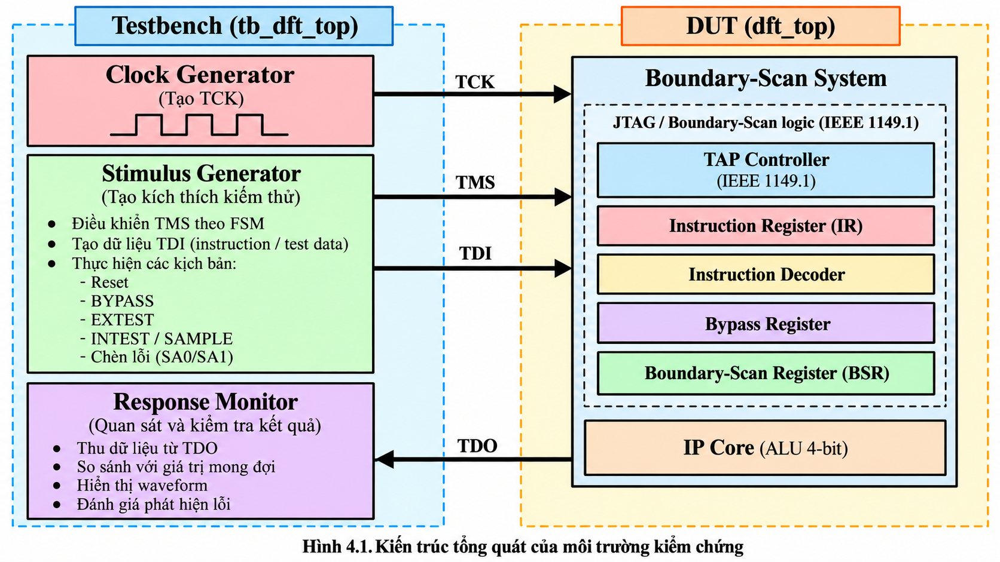 Testbench (tb_dft_top)
Clock Generator
(Tạo TCK)
Stimulus Generator
(Tạo kích thích kiểm thử)
● Điều khiển TMS theo FSM
● Tạo dữ liệu TDI (instruction / test data)
● Thực hiện các kịch bản:
- Reset
- BYPASS
- EXTEST
- INTEST / SAMPLE
- Chèn lỗi (SA0/SA1)
Response Monitor
(Quan sát và kiểm tra kết quả)
● Thu dữ liệu từ TDO
● So sánh với giá trị mong đợi
● Hiển thị waveform
● Đánh giá phát hiện lỗi
TCK
TMS
TDI
TDO
DUT (dft_top)
Boundary-Scan System
JTAG / Boundary-Scan logic (IEEE 1149.1)
TAP Controller
(IEEE 1149.1)
Instruction Register (IR)
Instruction Decoder
Bypass Register
Boundary-Scan Register (BSR)
IP Core (ALU 4-bit)
Hình 4.1. Kiến trúc tổng quát của môi trường kiểm chứng